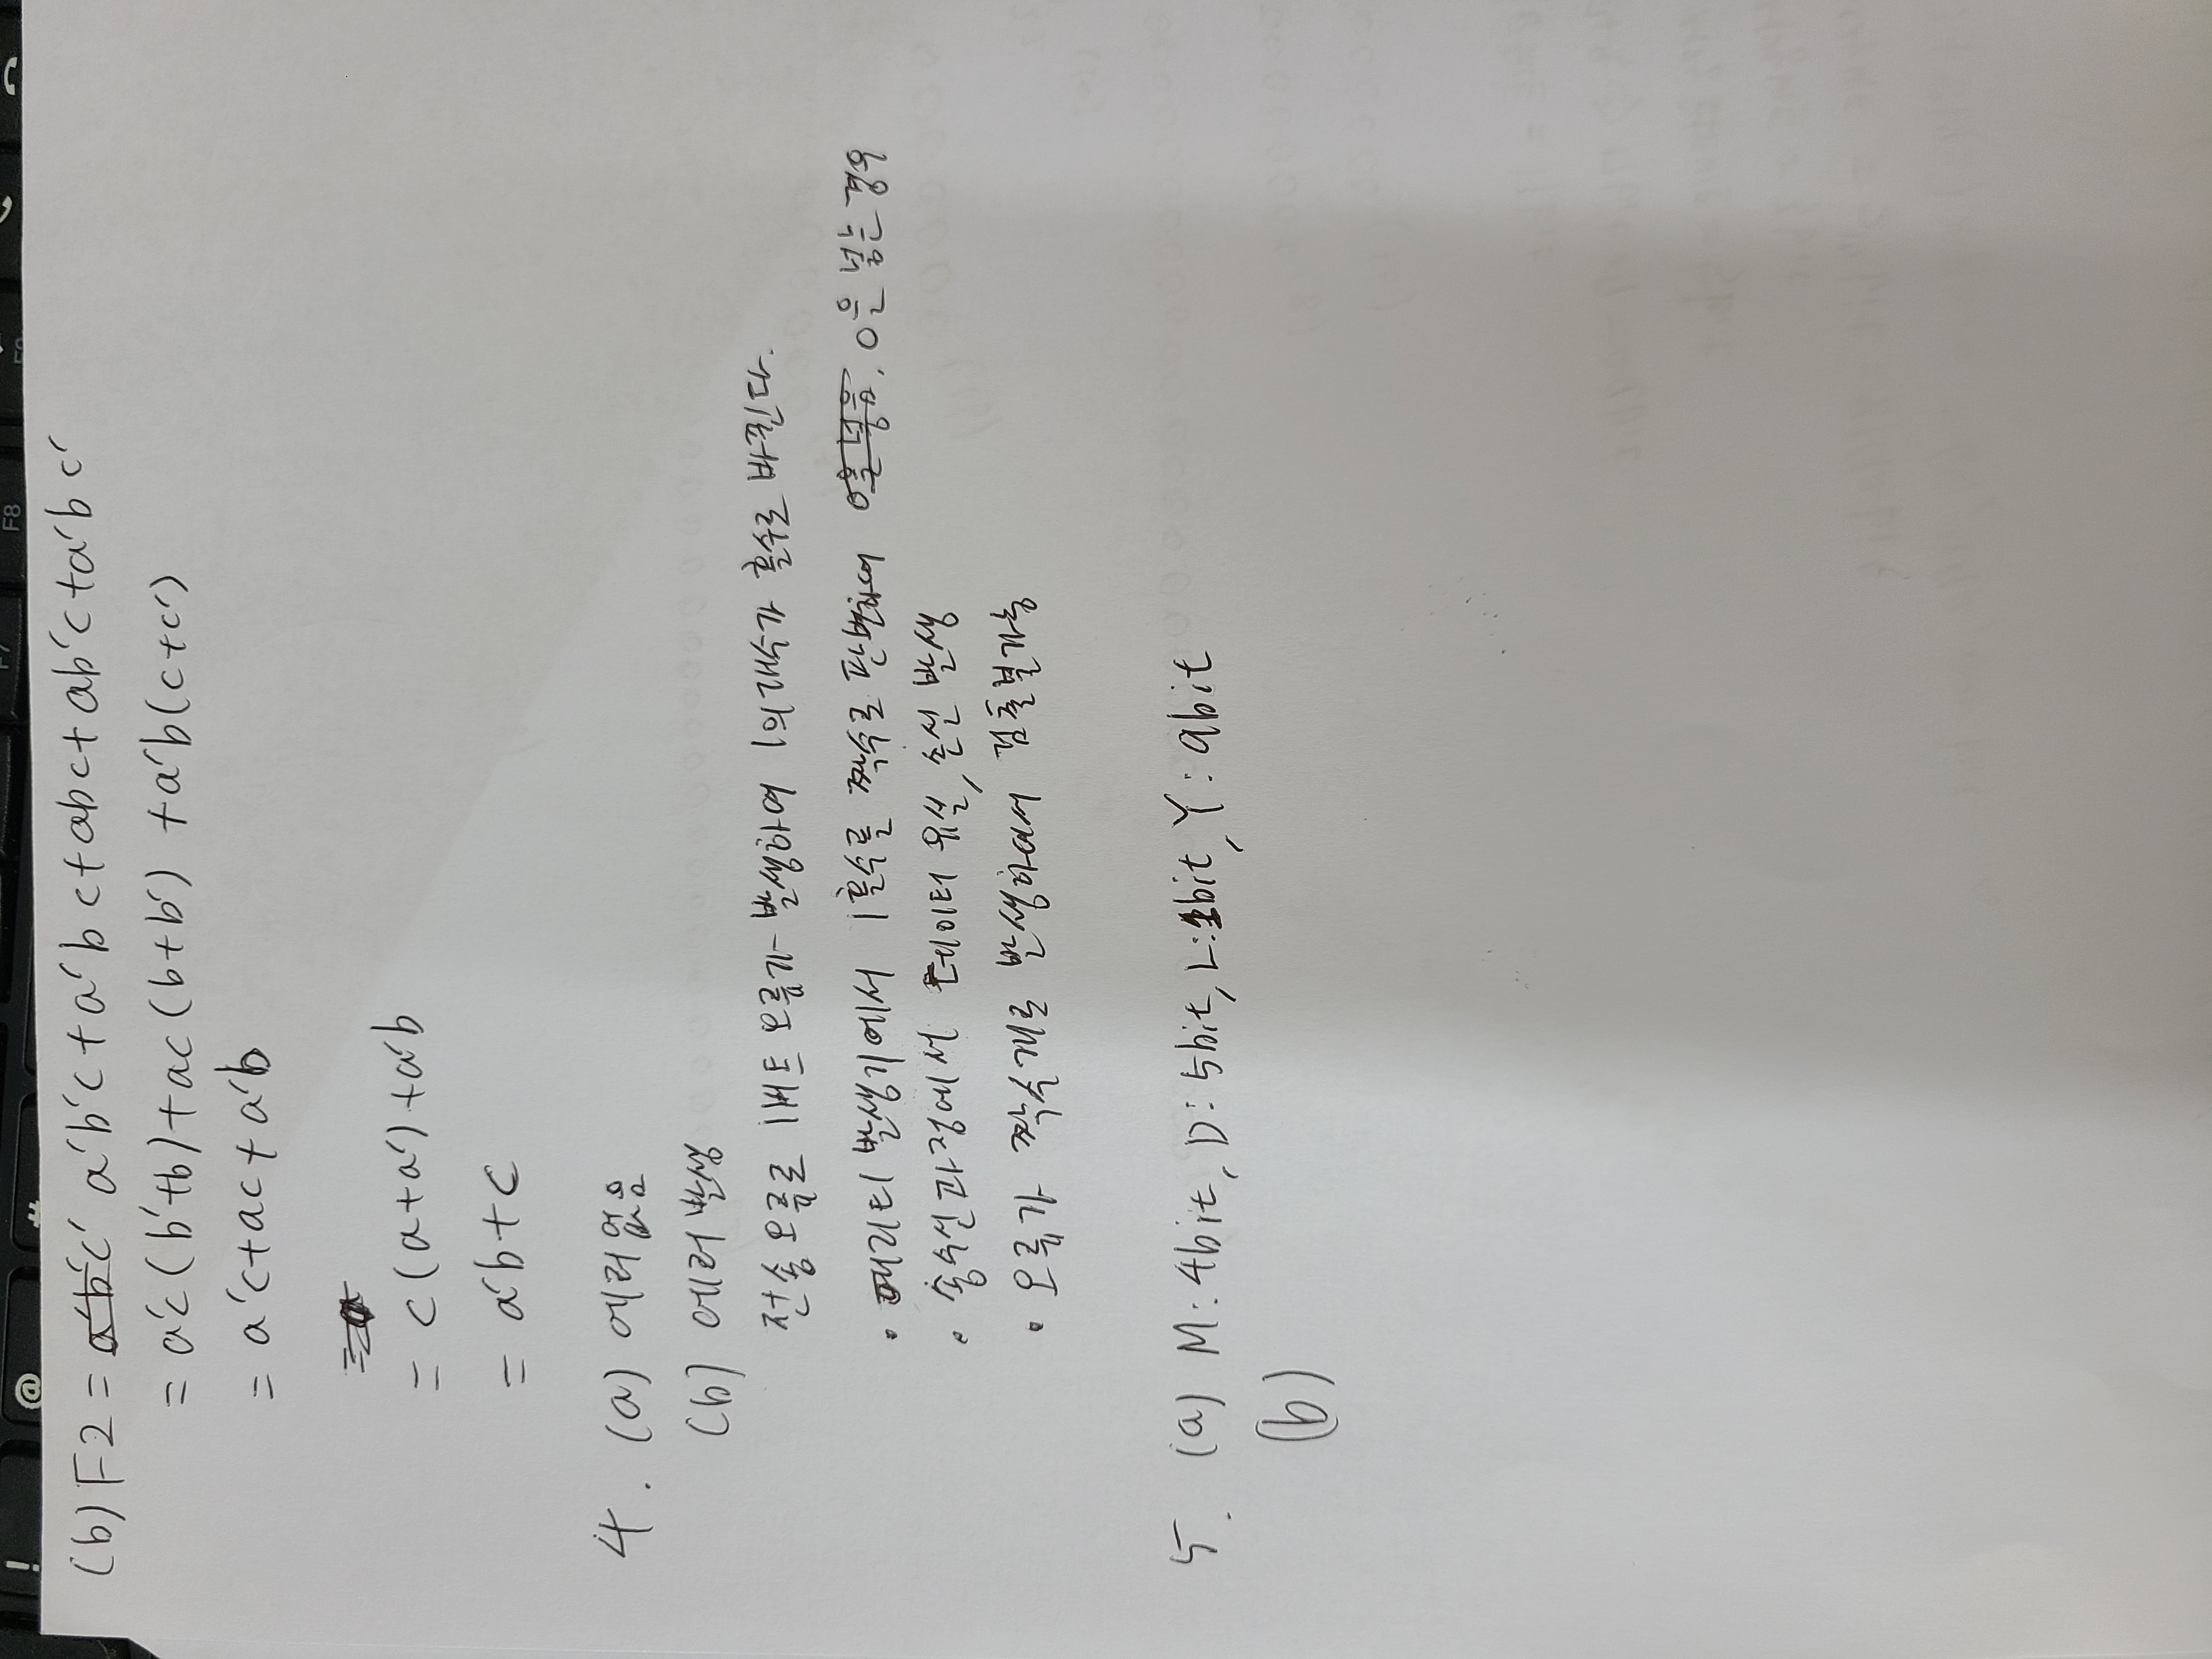 ! @ # F7 F8 F9
(b) F2 = a'b'c' a'b'c + a'bc + abc + ab'c + a'bc'
= a'c(b'+b) + ac(b+b') + a'b(c+c')
= a'c + ac + a'b
= a
= c(a+a') + a'b
= a'b + c
4. (a) 에러없음
(b) 에러 발생
전송오류로 1비트 오류가 발생하여 1의 개수가 홀수로 바뀐다.
• 패리티 발생기에서 1홀수를 짝수로 판변하여 0을 넣음, 0을 넣는 경우
• 송수신과정에서 데이터 유실, 손실 발생
• 오류가 짝수개로 발생하여서 검출불가능
5. (a) M: 4bit, D: 5bit, L: 1bit, Y: 9bit
(b)